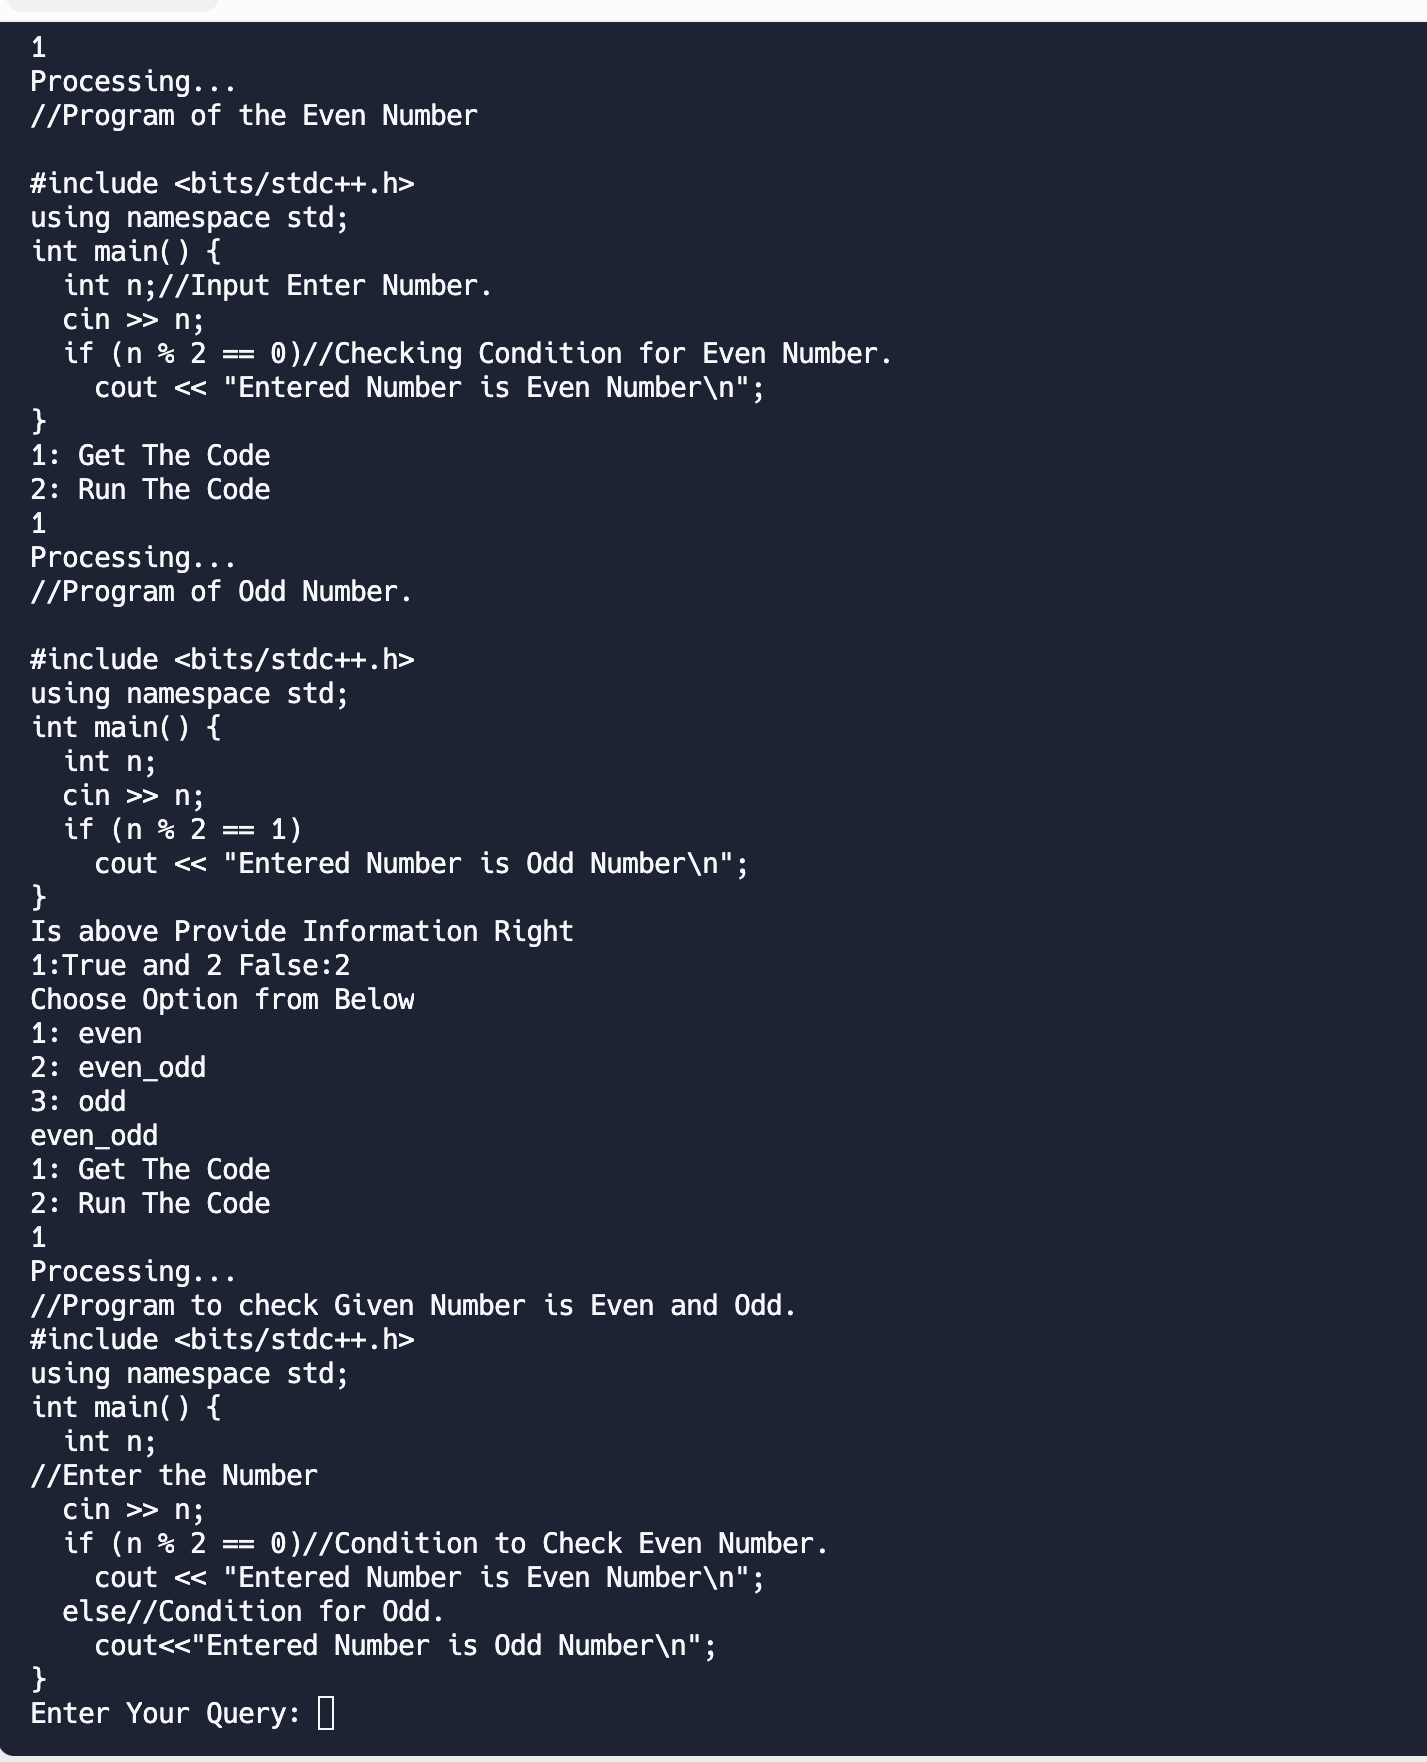 1
Processing...
//Program of the Even Number

#include <bits/stdc++.h>
using namespace std;
int main() {
  int n;//Input Enter Number.
  cin >> n;
  if (n % 2 == 0)//Checking Condition for Even Number.
    cout << "Entered Number is Even Number\n";
}
1: Get The Code
2: Run The Code
1
Processing...
//Program of Odd Number.

#include <bits/stdc++.h>
using namespace std;
int main() {
  int n;
  cin >> n;
  if (n % 2 == 1)
    cout << "Entered Number is Odd Number\n";
}
Is above Provide Information Right
1:True and 2 False:2
Choose Option from Below
1: even
2: even_odd
3: odd
even_odd
1: Get The Code
2: Run The Code
1
Processing...
//Program to check Given Number is Even and Odd.
#include <bits/stdc++.h>
using namespace std;
int main() {
  int n;
//Enter the Number
  cin >> n;
  if (n % 2 == 0)//Condition to Check Even Number.
    cout << "Entered Number is Even Number\n";
  else//Condition for Odd.
    cout<<"Entered Number is Odd Number\n";
}
Enter Your Query: